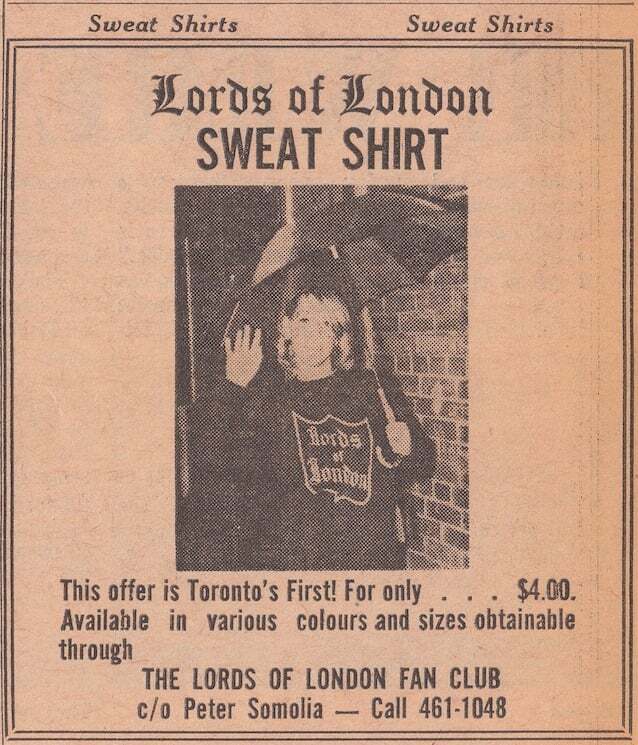 Sweat Shirts Sweat Shirts
Lords of London
SWEAT SHIRT
Lords
of
London
This offer is Toronto's First! For only . . . $4.00.
Available in various colours and sizes obtainable
through
THE LORDS OF LONDON FAN CLUB
c/o Peter Somolia — Call 461-1048